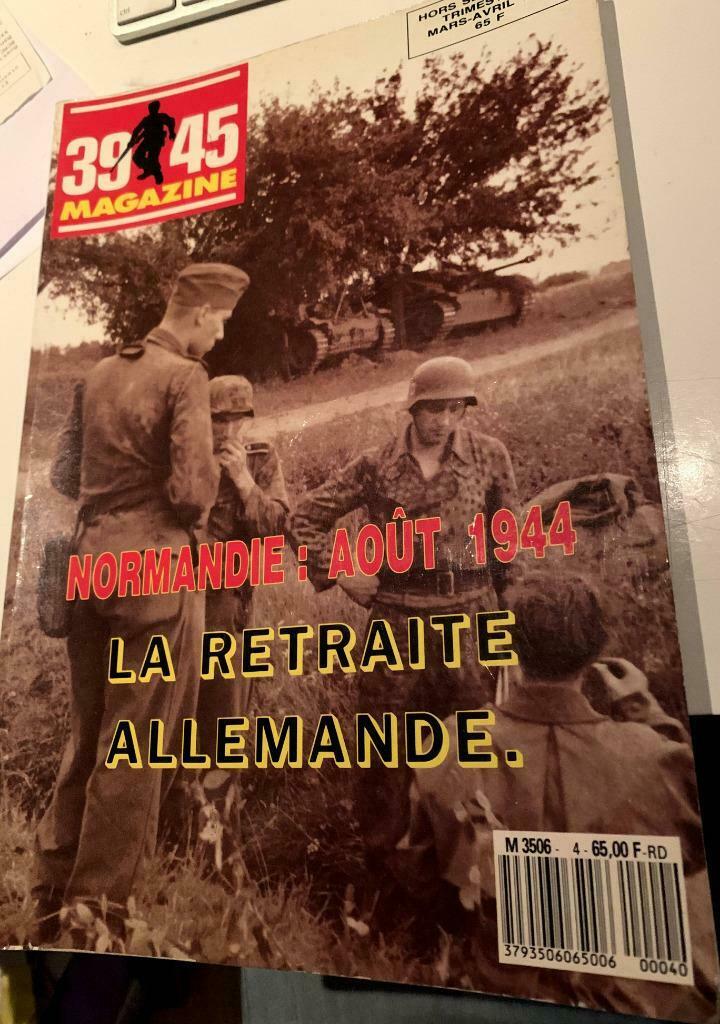 HORS
TRIMEST
MARS-AVRIL
65 F
39 45
MAGAZINE
NORMANDIE : AOÛT 1944
LA RETRAITE
ALLEMANDE.
M 3506 - 4 - 65,00 F - RD
3793506065006 00040